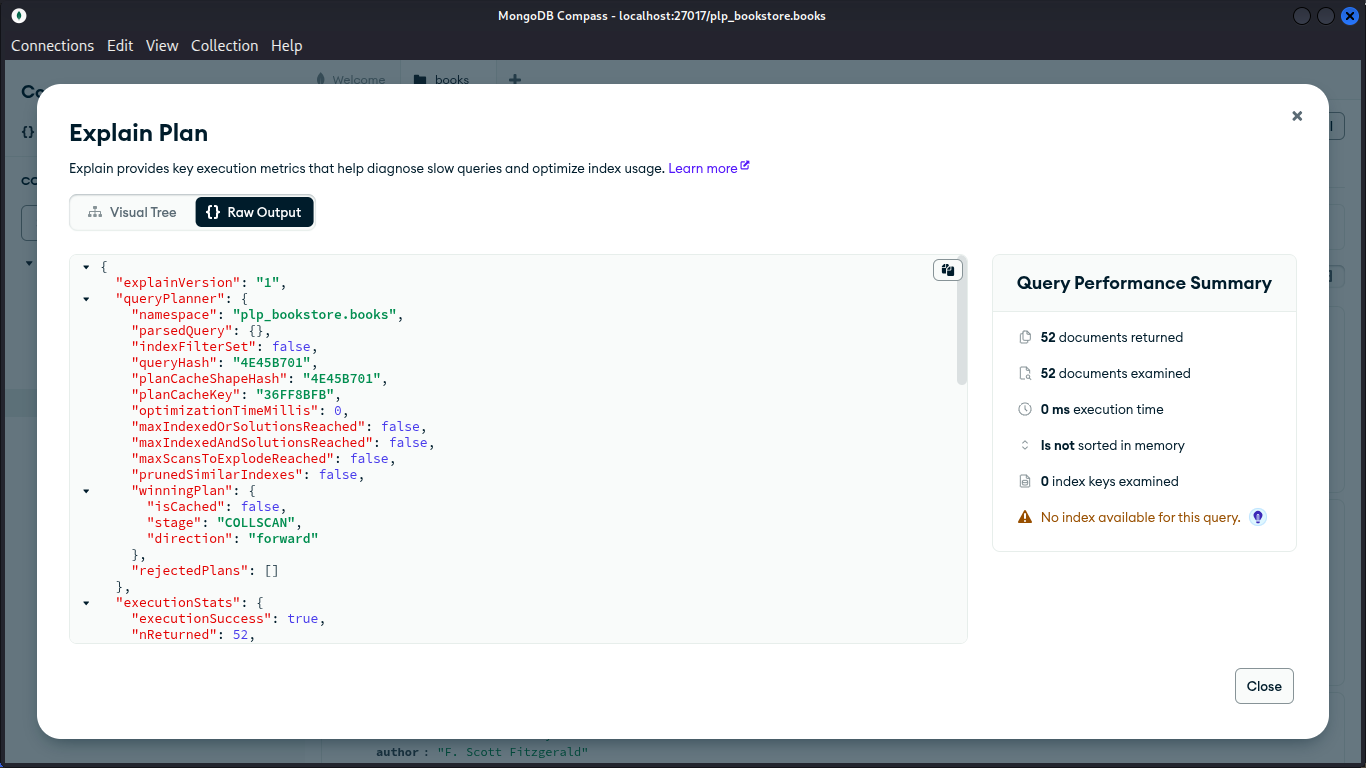 MongoDB Compass - localhost:27017/plp_bookstore.books
Connections Edit View Collection Help
Welcome books
Explain Plan
Explain provides key execution metrics that help diagnose slow queries and optimize index usage. Learn more
Visual Tree {} Raw Output
{
"explainVersion": "1",
"queryPlanner": {
"namespace": "plp_bookstore.books",
"parsedQuery": {},
"indexFilterSet": false,
"queryHash": "4E45B701",
"planCacheShapeHash": "4E45B701",
"planCacheKey": "36FF8BFB",
"optimizationTimeMillis": 0,
"maxIndexedOrSolutionsReached": false,
"maxIndexedAndSolutionsReached": false,
"maxScansToExplodeReached": false,
"prunedSimilarIndexes": false,
"winningPlan": {
"isCached": false,
"stage": "COLLSCAN",
"direction": "forward"
},
"rejectedPlans": []
},
"executionStats": {
"executionSuccess": true,
"nReturned": 52,
Query Performance Summary
52 documents returned
52 documents examined
0 ms execution time
Is not sorted in memory
0 index keys examined
No index available for this query.
Close
author : "F. Scott Fitzgerald"